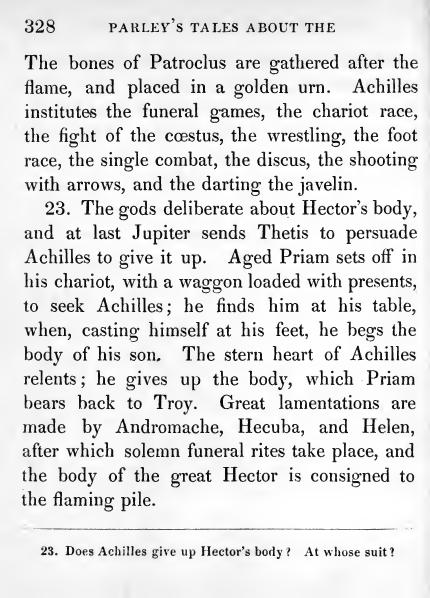 328 PARLEY'S TALES ABOUT THE
The bones of Patroclus are gathered after the
flame, and placed in a golden urn. Achilles
institutes the funeral games, the chariot race,
the fight of the cœstus, the wrestling, the foot
race, the single combat, the discus, the shooting
with arrows, and the darting the javelin.
23. The gods deliberate about Hector's body,
and at last Jupiter sends Thetis to persuade
Achilles to give it up. Aged Priam sets off in
his chariot, with a waggon loaded with presents,
to seek Achilles; he finds him at his table,
when, casting himself at his feet, he begs the
body of his son. The stern heart of Achilles
relents; he gives up the body, which Priam
bears back to Troy. Great lamentations are
made by Andromache, Hecuba, and Helen,
after which solemn funeral rites take place, and
the body of the great Hector is consigned to
the flaming pile.
23. Does Achilles give up Hector's body? At whose suit?